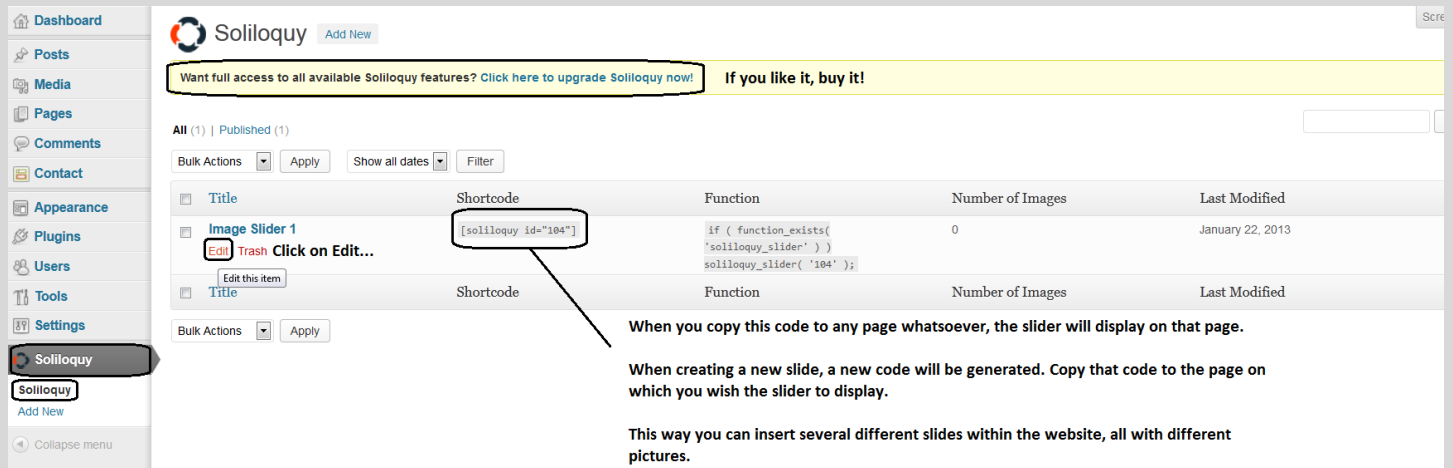 Dashboard
Posts
Media
Pages
Comments
Contact
Appearance
Plugins
Users
Tools
Settings
Soliloquy
Soliloquy
Add New
Collapse menu
Soliloquy Add New
Scre
Want full access to all available Soliloquy features? Click here to upgrade Soliloquy now! If you like it, buy it!
All (1) | Published (1)
Bulk Actions Apply Show all dates Filter
Title Shortcode Function Number of Images Last Modified
Image Slider 1 [soliloquy id="104"] if ( function_exists( 0 January 22, 2013
'soliloquy_slider' ) )
Edit Trash Click on Edit...
soliloquy_slider( '104' );
Edit this item
Title Shortcode Function Number of Images Last Modified
Bulk Actions Apply
When you copy this code to any page whatsoever, the slider will display on that page.
When creating a new slide, a new code will be generated. Copy that code to the page on
which you wish the slider to display.
This way you can insert several different slides within the website, all with different
pictures.